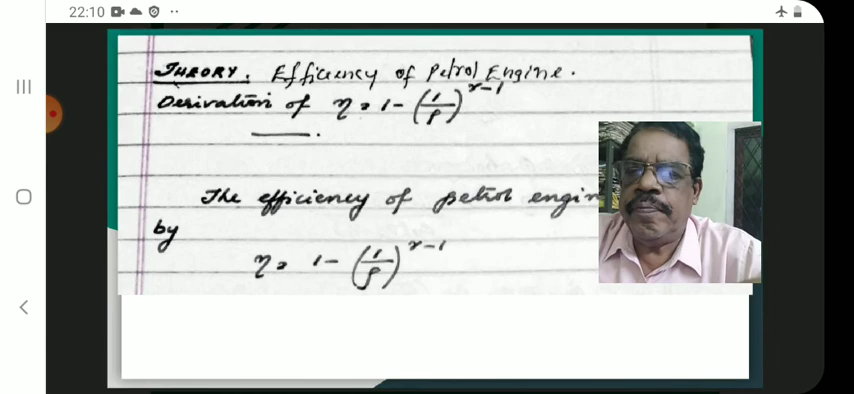 22:10
THEORY. Efficiency of Petrol Engine.
Derivation of η = 1 - (1/ρ)^γ-1
The efficiency of petrol engin
by
η = 1 - (1/ρ)^γ-1